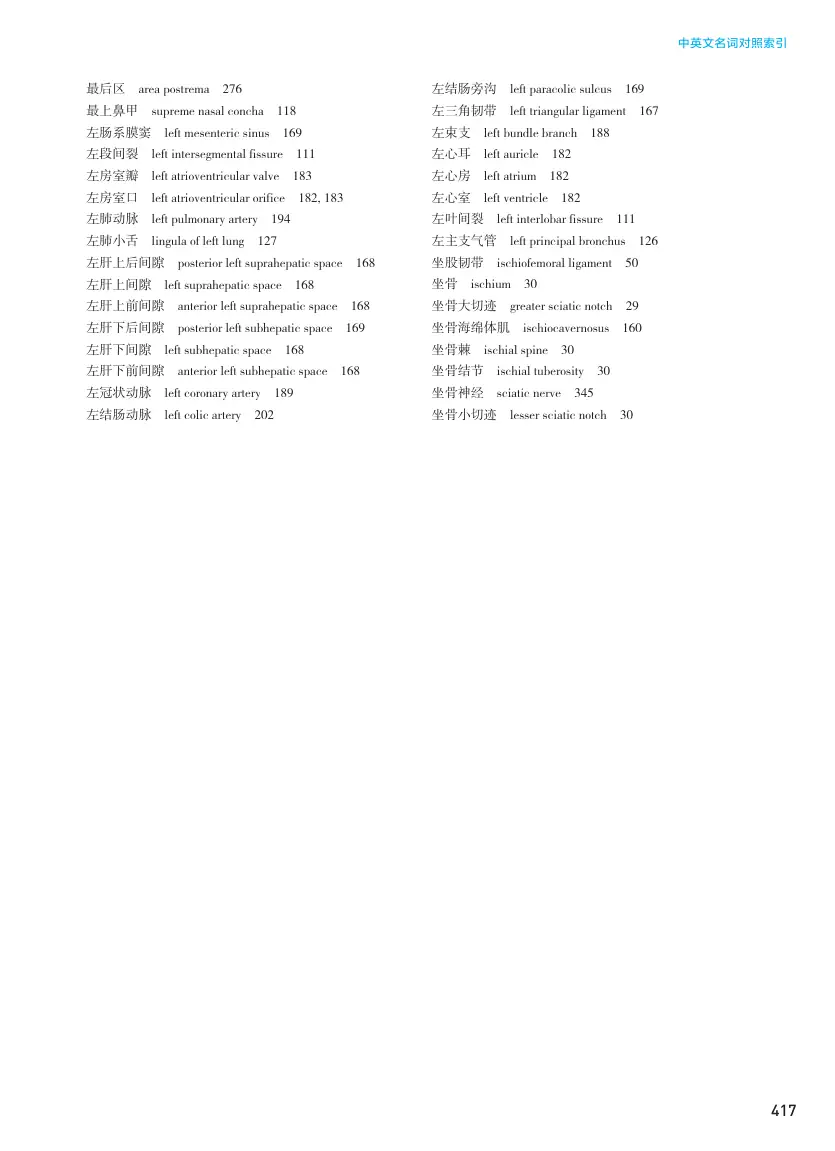 中英文名词对照索引
最后区 area postrema 276
最上鼻甲 supreme nasal concha 118
左肠系膜窦 left mesenteric sinus 169
左段间裂 left intersegmental fissure 111
左房室瓣 left atrioventricular valve 183
左房室口 left atrioventricular orifice 182, 183
左肺动脉 left pulmonary artery 194
左肺小舌 lingula of left lung 127
左肝上后间隙 posterior left suprahepatic space 168
左肝上间隙 left suprahepatic space 168
左肝上前间隙 anterior left suprahepatic space 168
左肝下后间隙 posterior left subhepatic space 169
左肝下间隙 left subhepatic space 168
左肝下前间隙 anterior left subhepatic space 168
左冠状动脉 left coronary artery 189
左结肠动脉 left colic artery 202
左结肠旁沟 left paracolic sulcus 169
左三角韧带 left triangular ligament 167
左束支 left bundle branch 188
左心耳 left auricle 182
左心房 left atrium 182
左心室 left ventricle 182
左叶间裂 left interlobar fissure 111
左主支气管 left principal bronchus 126
坐股韧带 ischiofemoral ligament 50
坐骨 ischium 30
坐骨大切迹 greater sciatic notch 29
坐骨海绵体肌 ischiocavernosus 160
坐骨棘 ischial spine 30
坐骨结节 ischial tuberosity 30
坐骨神经 sciatic nerve 345
坐骨小切迹 lesser sciatic notch 30
417